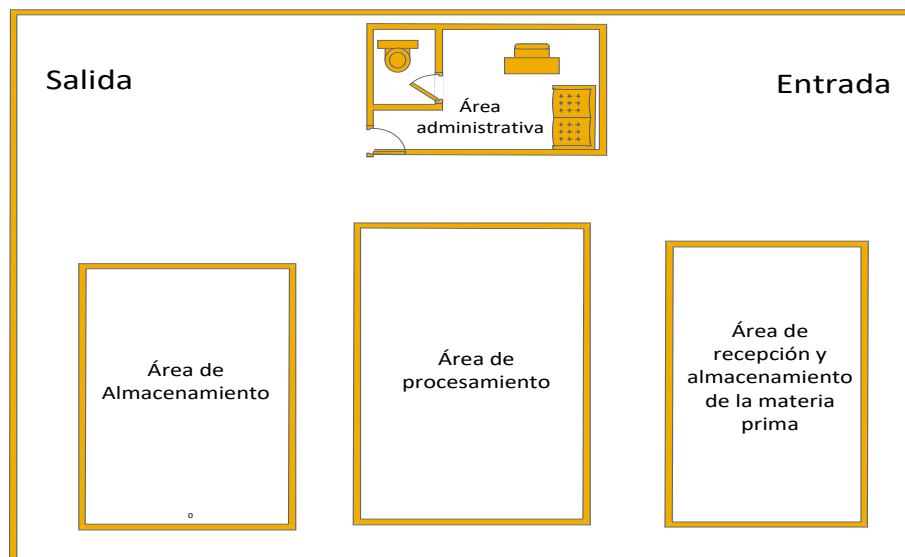 Salida
Entrada
Área
administrativa
Área de
Almacenamiento
Área de
procesamiento
Área de
recepción y
almacenamiento
de la materia
prima